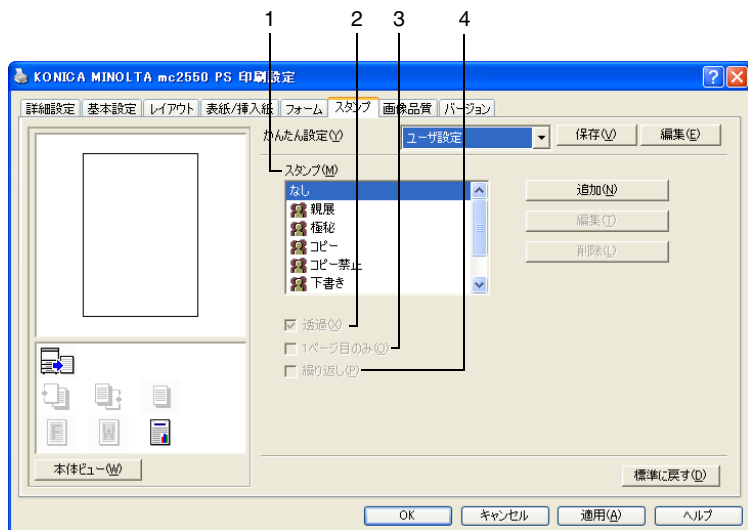 1 2 3 4
KONICA MINOLTA mc2550 PS 印刷設定
詳細設定 基本設定 レイアウト 表紙/挿入紙 フォーム スタンプ 画像品質 バージョン
かんたん設定(Y) ユーザ設定 保存(V) 編集(E)
スタンプ(M)
なし
親展
極秘
コピー
コピー禁止
下書き
追加(N)
編集(T)
削除(L)
透過(X)
1ページ目のみ(O)
繰り返し(P)
F W
本体ビュー(W)
標準に戻す(D)
OK キャンセル 適用(A) ヘルプ